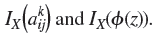 I_X(a_{ij}^k) and I_X(ϕ(z)).